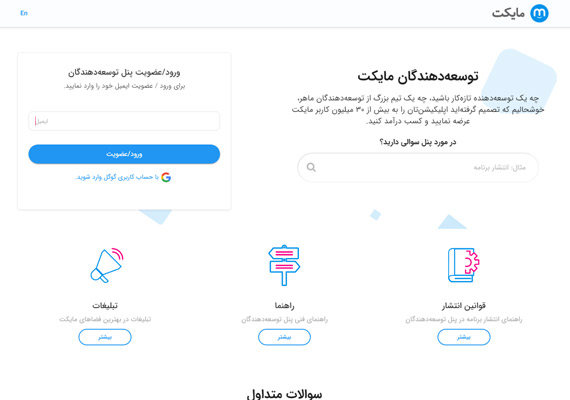 مایکت
En
توسعه‌دهندگان مایکت
چه یک توسعه‌دهنده تازه‌کار باشید، چه یک تیم بزرگ از توسعه‌دهندگان ماهر،
خوشحالیم که تصمیم گرفته‌اید اپلیکیشن‌تان را به بیش از ۳۰ میلیون کاربر مایکت
عرضه نمایید و کسب درآمد کنید.
در مورد پنل سوالی دارید؟
مثال: انتشار برنامه
ورود/عضویت پنل توسعه‌دهندگان
برای ورود / عضویت ایمیل خود را وارد نمایید.
ایمیل
ورود/عضویت
با حساب کاربری گوگل وارد شوید.
قوانین انتشار
راهنمای انتشار برنامه در پنل توسعه‌دهندگان
بیشتر
راهنما
راهنمای فنی پنل توسعه‌دهندگان
بیشتر
تبلیغات
تبلیغات در بهترین فضاهای مایکت
بیشتر
سوالات متداول